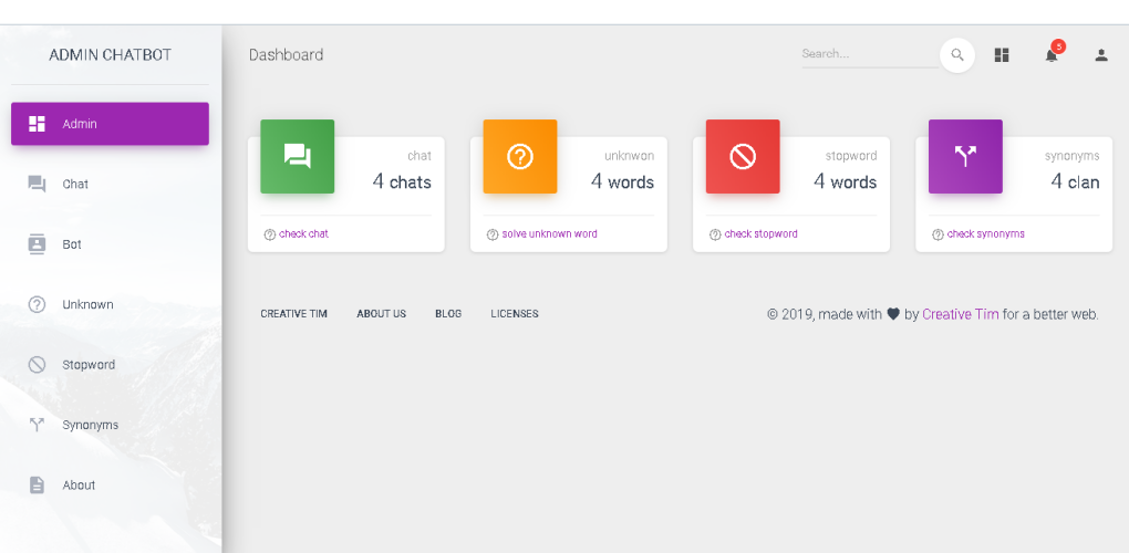 ADMIN CHATBOT
Admin
Chat
Bot
Unknown
Stopword
Synonyms
About
Dashboard
Search...
5
chat
4 chats
check chat
unknwon
4 words
solve unknown word
stopword
4 words
check stopword
synonyms
4 clan
check synonyms
CREATIVE TIM ABOUT US BLOG LICENSES
© 2019, made with ♥ by Creative Tim for a better web.